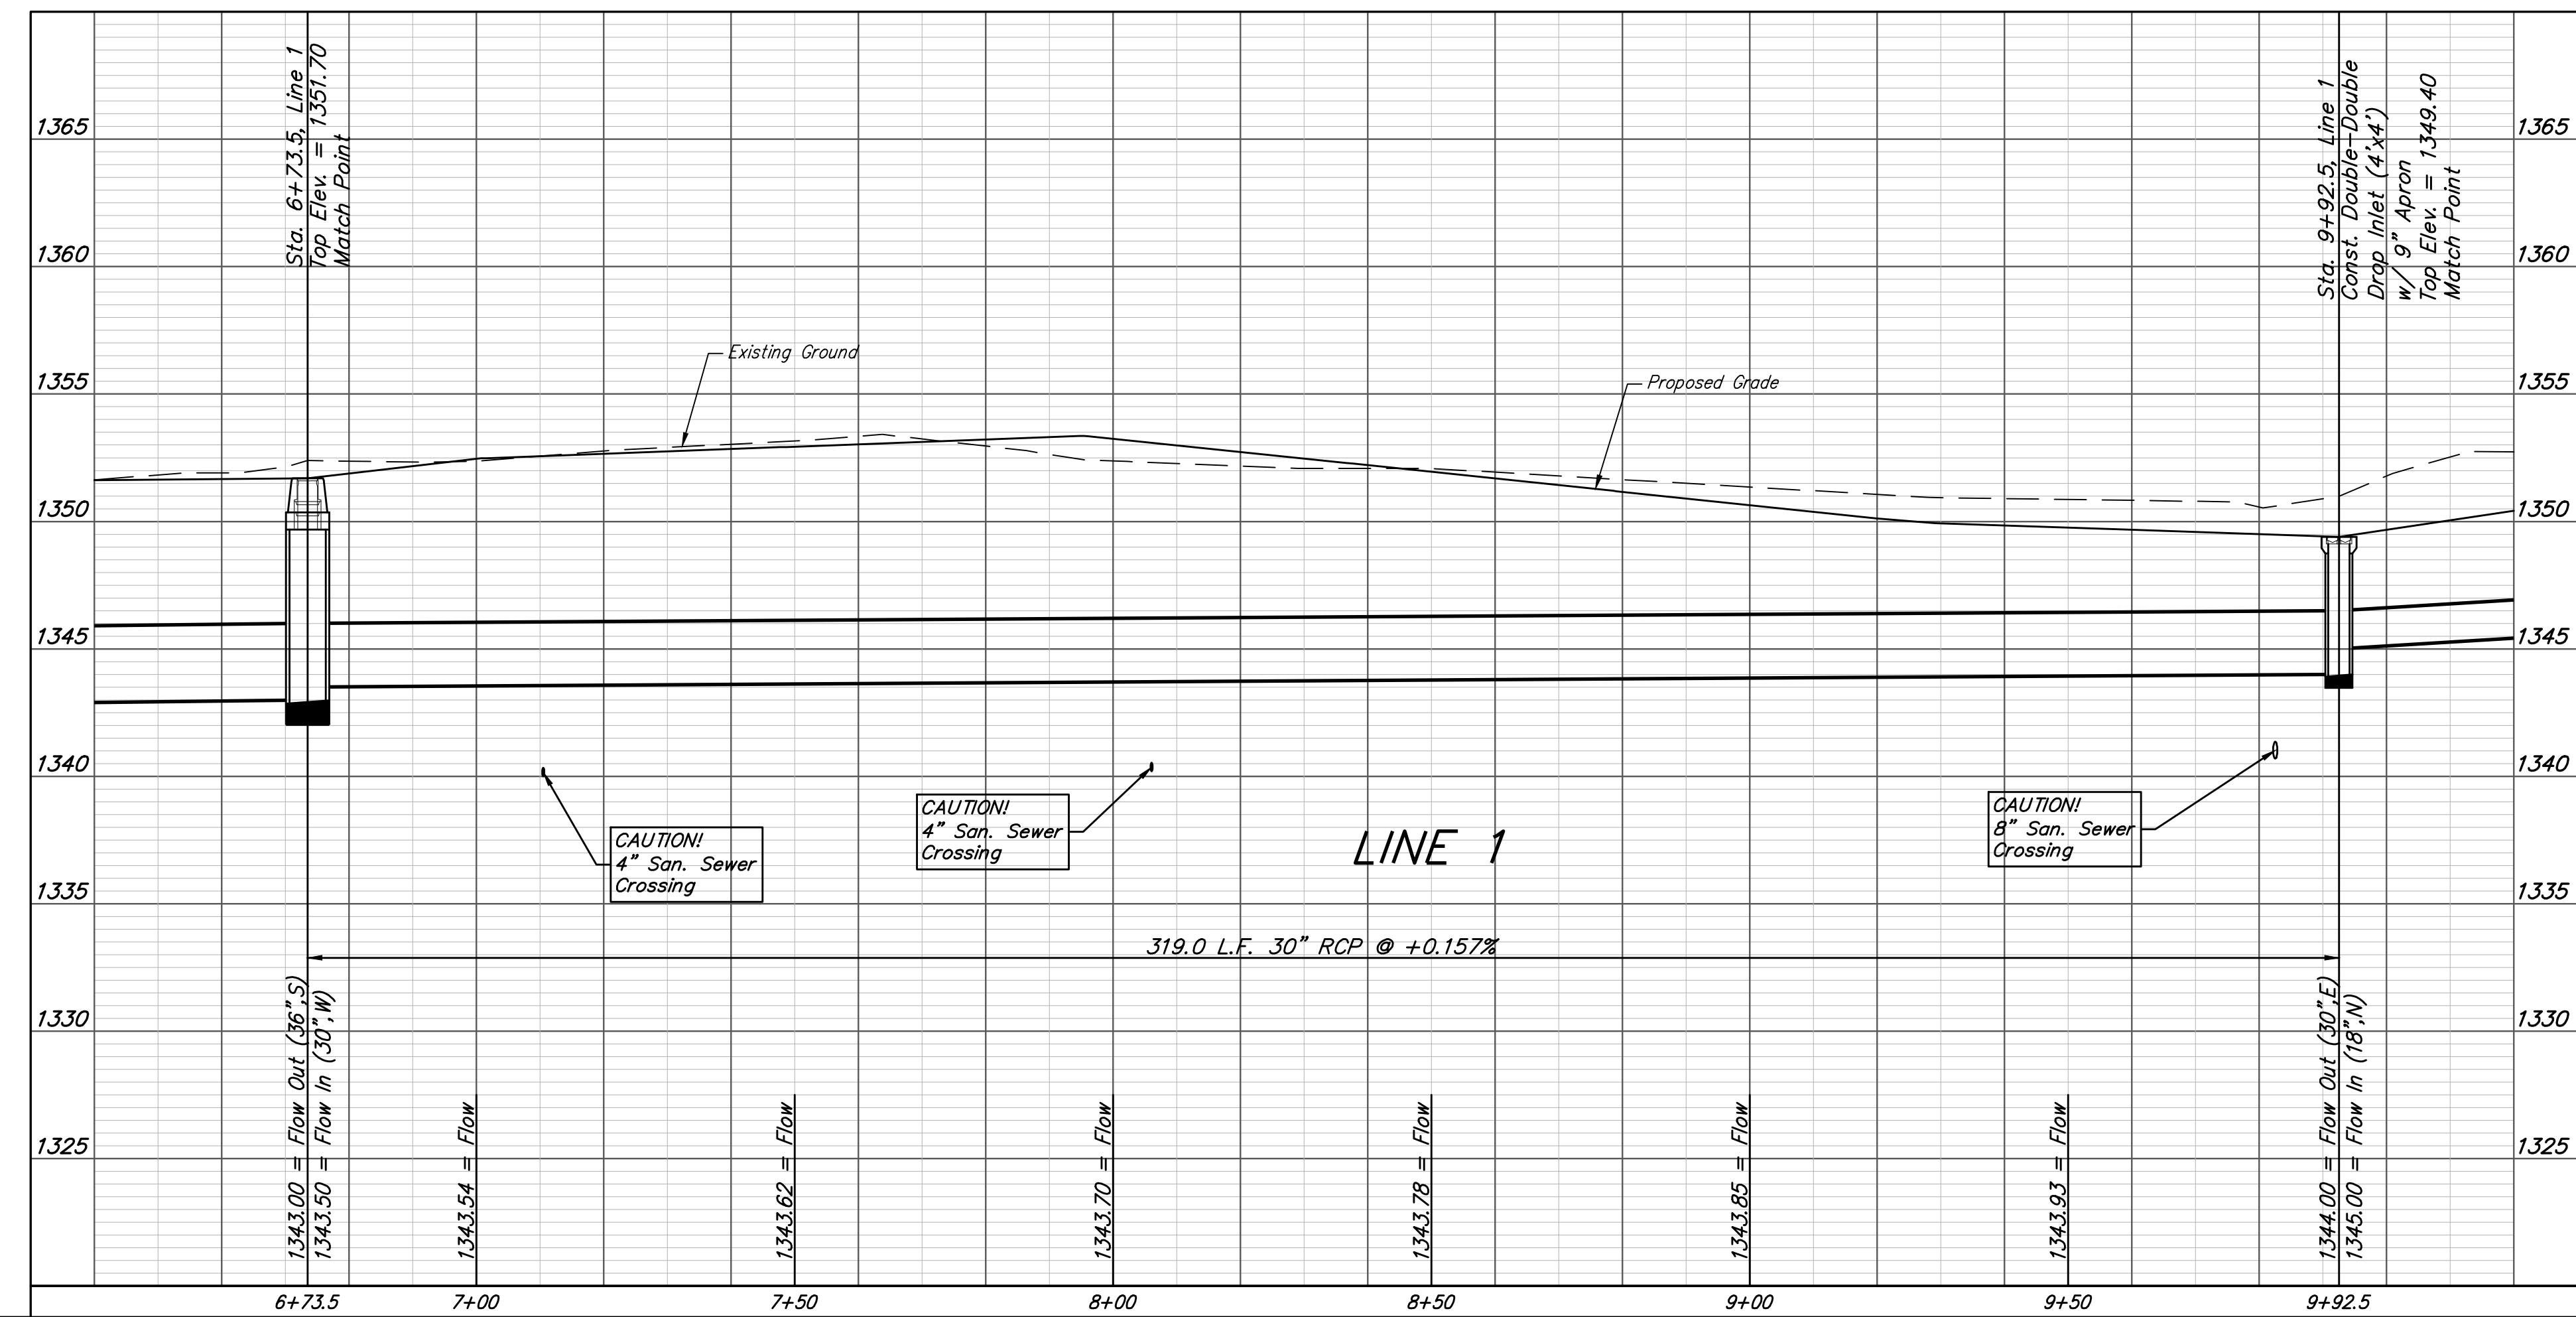 Sta. 6+73.5, Line 1
Top Elev. = 1351.70
Match Point
Sta. 9+92.5, Line 1
Const. Double-Double
Drop Inlet (4'x4')
w/ 9" Apron
Top Elev. = 1349.40
Match Point
1365
1365
1360
1360
Existing Ground
1355
Proposed Grade
1355
1350
1350
1345
1345
1340
1340
CAUTION!
4" San. Sewer
Crossing
CAUTION!
4" San. Sewer
Crossing
LINE 1
CAUTION!
8" San. Sewer
Crossing
1335
1335
319.0 L.F. 30" RCP @ +0.157%
1330
1330
1325
1325
1343.00 = Flow Out (36",S)
1343.50 = Flow In (30",W)
1343.54 = Flow
1343.62 = Flow
1343.70 = Flow
1343.78 = Flow
1343.85 = Flow
1343.93 = Flow
1344.00 = Flow Out (30",E)
1345.00 = Flow In (18",N)
6+73.5
7+00
7+50
8+00
8+50
9+00
9+50
9+92.5